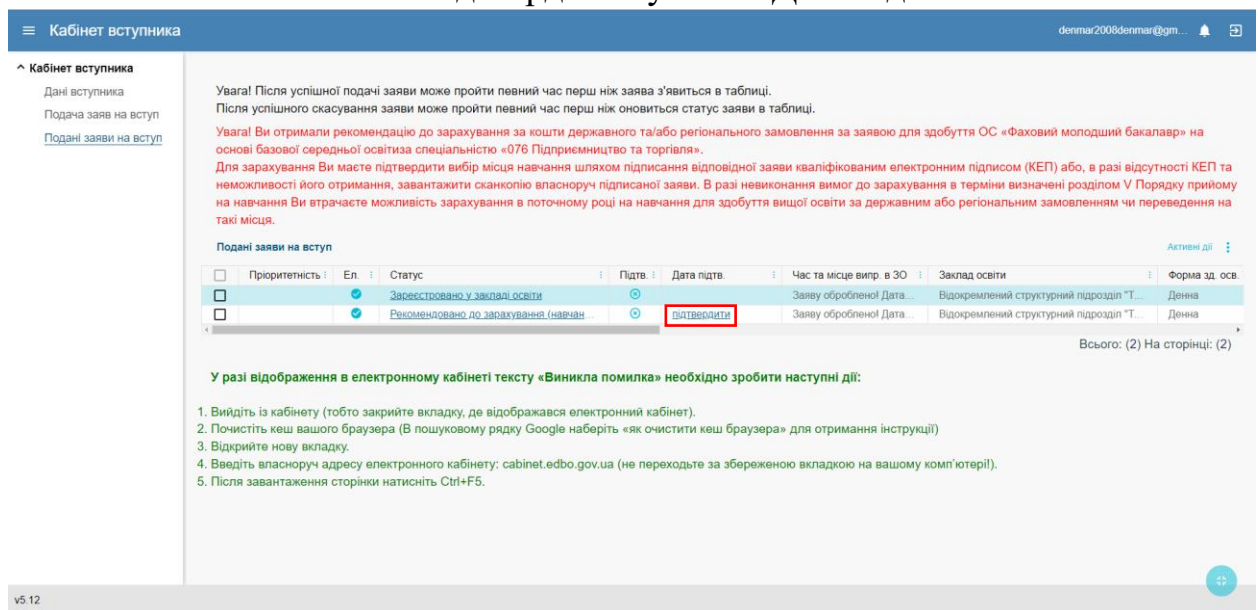 Кабінет вступника
denmar2008denmar@gm...
Кабінет вступника
Дані вступника
Подача заяв на вступ
Подані заяви на вступ
Увага! Після успішної подачі заяви може пройти певний час перш ніж заява з'явиться в таблиці.
Після успішного скасування заяви може пройти певний час перш ніж оновиться статус заяви в таблиці.
Увага! Ви отримали рекомендацію до зарахування за кошти державного та/або регіонального замовлення за заявою для здобуття ОС «Фаховий молодший бакалавр» на
основі базової середньої освітиза спеціальністю «076 Підприємництво та торгівля».
Для зарахування Ви маєте підтвердити вибір місця навчання шляхом підписання відповідної заяви кваліфікованим електронним підписом (КЕП) або, в разі відсутності КЕП та
неможливості його отримання, завантажити сканкопію власноруч підписаної заяви. В разі невиконання вимог до зарахування в терміни визначені розділом V Порядку прийому
на навчання Ви втрачаєте можливість зарахування в поточному році на навчання для здобуття вищої освіти за державним або регіональним замовленням чи переведення на
такі місця.
Подані заяви на вступ
Активні дії
Пріоритетність Ел. Статус Підтв. Дата підтв. Час та місце випр. в ЗО Заклад освіти Форма зд. осв.
Зареєстровано у закладі освіти Заяву оброблено! Дата... Відокремлений структурний підрозділ "Т... Денна
Рекомендовано до зарахування (навчан... підтвердити Заяву оброблено! Дата... Відокремлений структурний підрозділ "Т... Денна
Всього: (2) На сторінці: (2)
У разі відображення в електронному кабінеті тексту «Виникла помилка» необхідно зробити наступні дії:
1. Вийдіть із кабінету (тобто закрийте вкладку, де відображався електронний кабінет).
2. Почистіть кеш вашого браузера (В пошуковому рядку Google наберіть «як очистити кеш браузера» для отримання інструкції)
3. Відкрийте нову вкладку.
4. Введіть власноруч адресу електронного кабінету: cabinet.edbo.gov.ua (не переходьте за збереженою вкладкою на вашому комп'ютері!).
5. Після завантаження сторінки натисніть Ctrl+F5.
v5.12